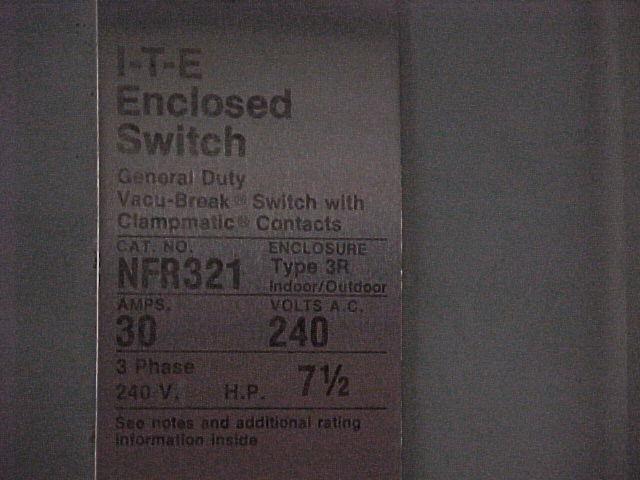 I-T-E
Enclosed
Switch
General Duty
Vacu-Break® Switch with
Clampmatic® Contacts
CAT. NO. ENCLOSURE
NFR321 Type 3R
Indoor/Outdoor
AMPS. VOLTS A.C.
30 240
3 Phase
240 V. H.P. 7½
See notes and additional rating
information inside